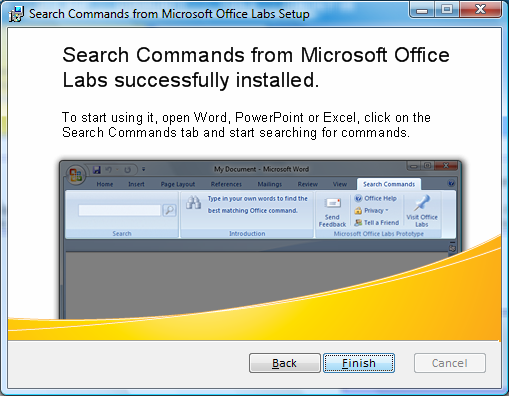 Search Commands from Microsoft Office Labs Setup
Search Commands from Microsoft Office
Labs successfully installed.
To start using it, open Word, PowerPoint or Excel, click on the
Search Commands tab and start searching for commands.
My Document - Microsoft Word
Home Insert Page Layout References Mailings Review View Search Commands
Type in your own words to find the
best matching Office command.
Send
Feedback
Office Help
Privacy
Tell a Friend
Visit Office
Labs
Search Introduction Microsoft Office Labs Prototype
Back Finish Cancel